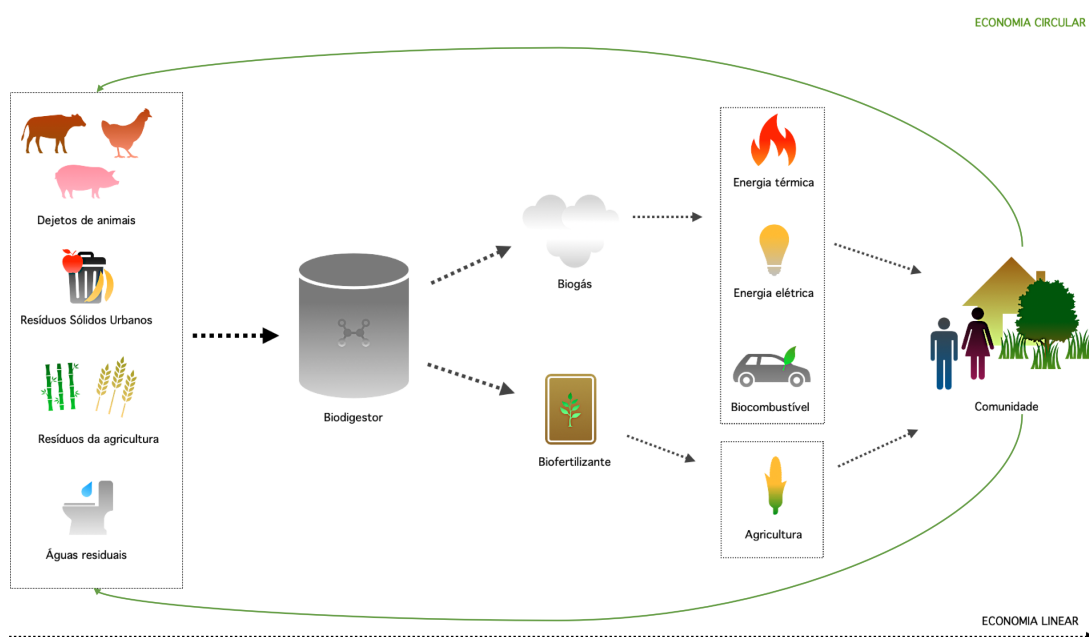 ECONOMIA CIRCULAR
Dejetos de animais
Resíduos Sólidos Urbanos
Resíduos da agricultura
Águas residuais
Biodigestor
Biogás
Biofertilizante
Energia térmica
Energia elétrica
Biocombustível
Agricultura
Comunidade
ECONOMIA LINEAR